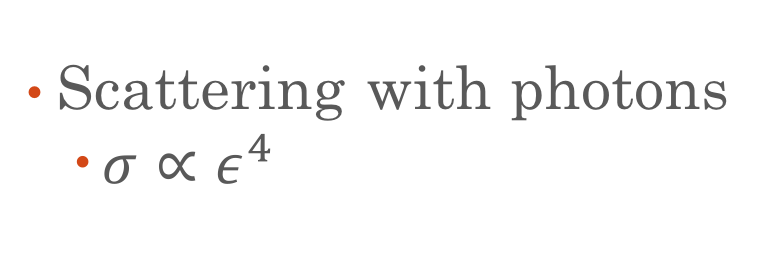 • Scattering with photons
• σ ∝ ϵ⁴